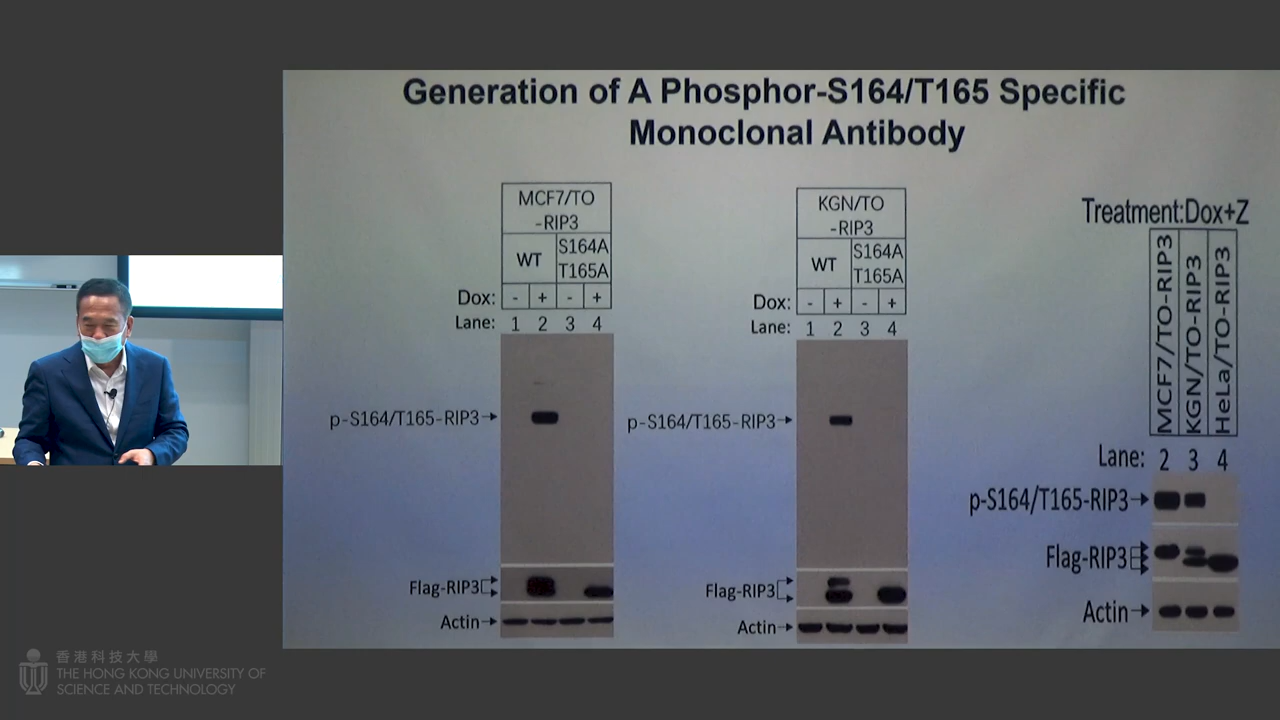 Generation of A Phosphor-S164/T165 Specific
Monoclonal Antibody
MCF7/TO
-RIP3
WT
S164A
T165A
Dox: - + - +
Lane: 1 2 3 4
p-S164/T165-RIP3
Flag-RIP3
Actin
KGN/TO
-RIP3
WT
S164A
T165A
Dox: - + - +
Lane: 1 2 3 4
p-S164/T165-RIP3
Flag-RIP3
Actin
Treatment:Dox+Z
MCF7/TO-RIP3
KGN/TO-RIP3
HeLa/TO-RIP3
Lane: 2 3 4
p-S164/T165-RIP3
Flag-RIP3
Actin
香港科技大學
THE HONG KONG UNIVERSITY OF
SCIENCE AND TECHNOLOGY